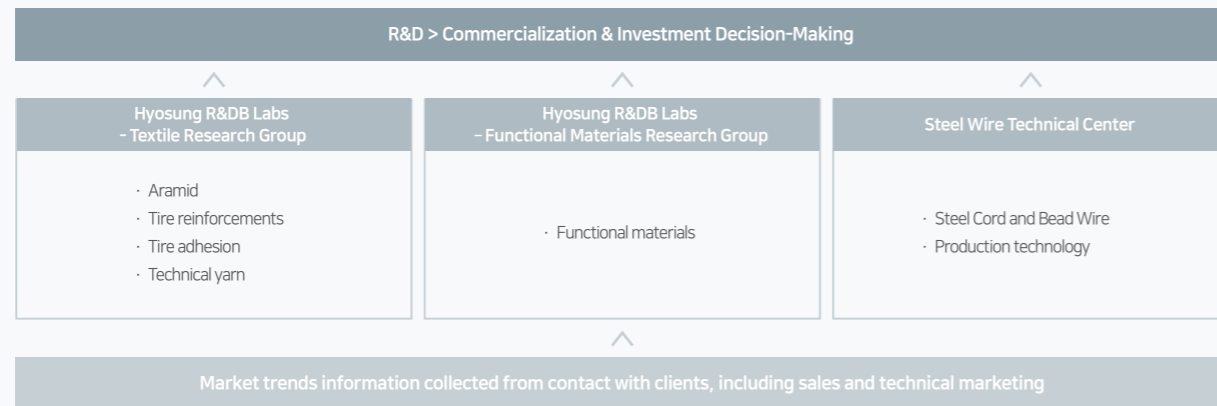 R&D > Commercialization & Investment Decision-Making
Hyosung R&DB Labs
- Textile Research Group
· Aramid
· Tire reinforcements
· Tire adhesion
· Technical yarn
Hyosung R&DB Labs
- Functional Materials Research Group
· Functional materials
Steel Wire Technical Center
· Steel Cord and Bead Wire
· Production technology
Market trends information collected from contact with clients, including sales and technical marketing